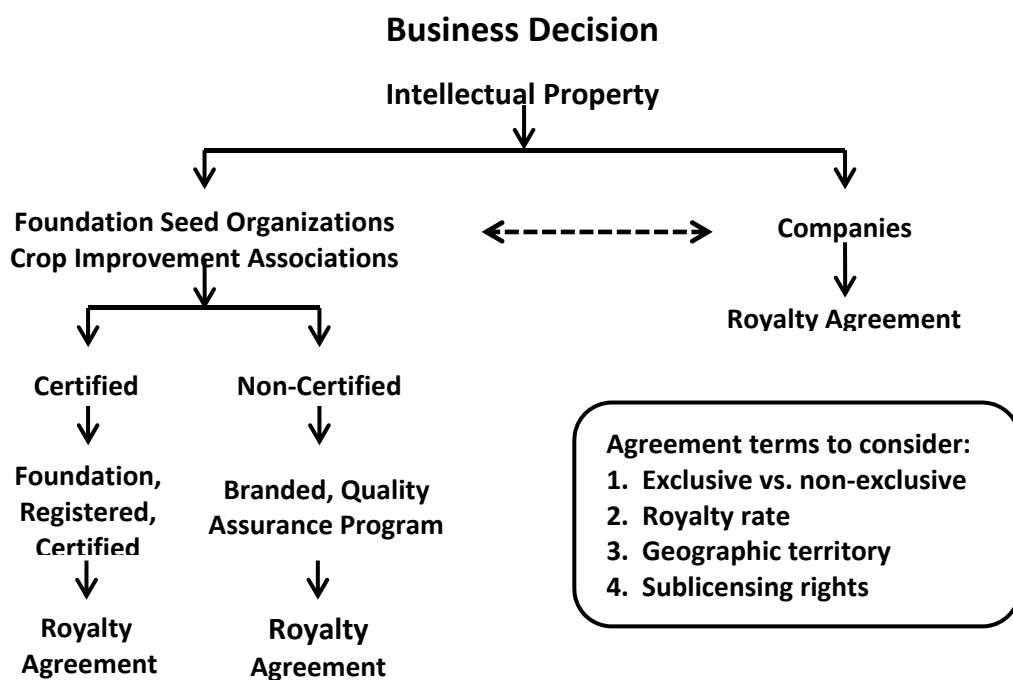 Business Decision
Intellectual Property
Foundation Seed Organizations
Crop Improvement Associations
Companies
Royalty Agreement
Certified
Non-Certified
Foundation,
Registered,
Certified
Branded, Quality
Assurance Program
Royalty
Agreement
Royalty
Agreement
Agreement terms to consider:
1. Exclusive vs. non-exclusive
2. Royalty rate
3. Geographic territory
4. Sublicensing rights